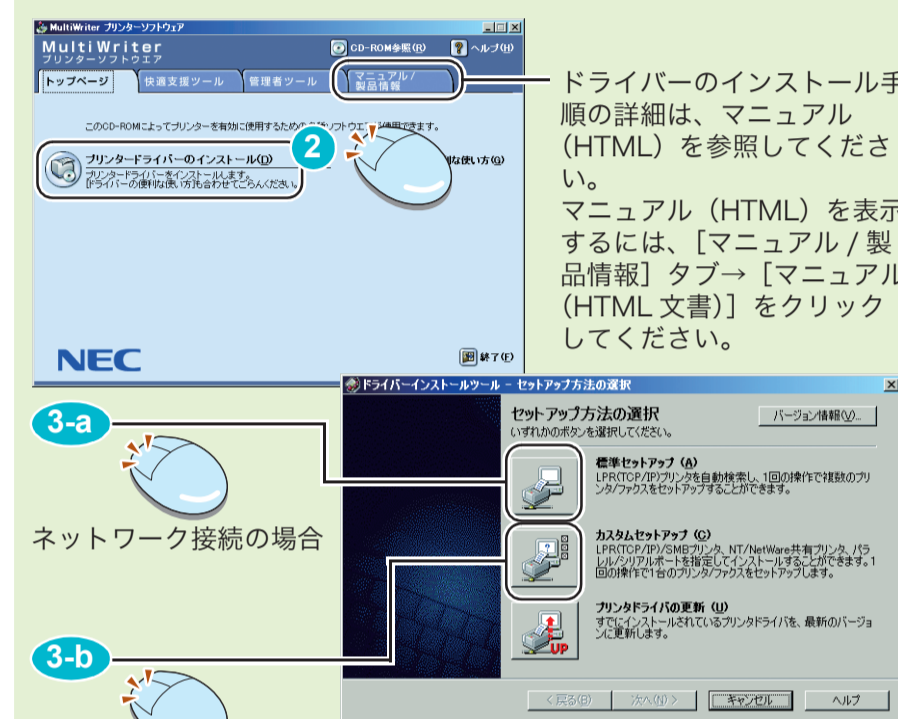 MultiWriter プリンターソフトウェア
MultiWriter
プリンターソフトウエア
CD-ROM参照(R)
ヘルプ(H)
トップページ
快適支援ツール
管理者ツール
マニュアル/
製品情報
このCD-ROMによってプリンターを有効に使用するための
ソフトウエ
使用できます。
2
プリンタードライバーのインストール(D)
プリンタードライバーをインストールします。
[ドライバーの便利な使い方]も合わせてごらんください。
な使い方(Q)
NEC
終了(E)
ドライバーのインストール手
順の詳細は、マニュアル
(HTML)を参照してくださ
い。
マニュアル(HTML)を表示
するには、[マニュアル / 製
品情報]タブ→[マニュアル
(HTML 文書)]をクリック
してください。
3-a
ネットワーク接続の場合
3-b
ドライバーインストールツール - セットアップ方法の選択
セットアップ方法の選択
バージョン情報(V)...
いずれかのボタンを選択してください。
標準セットアップ (A)
LPR(TCP/IP)プリンタを自動検索し、1回の操作で複数のプリ
ンタ/ファクスをセットアップすることができます。
カスタムセットアップ (C)
LPR(TCP/IP)/SMBプリンタ、NT/NetWare共有プリンタ、パラ
レル/シリアルポートを指定してインストールすることができます。1
回の操作で1台のプリンタ/ファクスをセットアップします。
プリンタドライバの更新 (U)
すでにインストールされているプリンタドライバを、最新のバージョ
ンに更新します。
UP
< 戻る(B)
次へ(N) >
キャンセル
ヘルプ